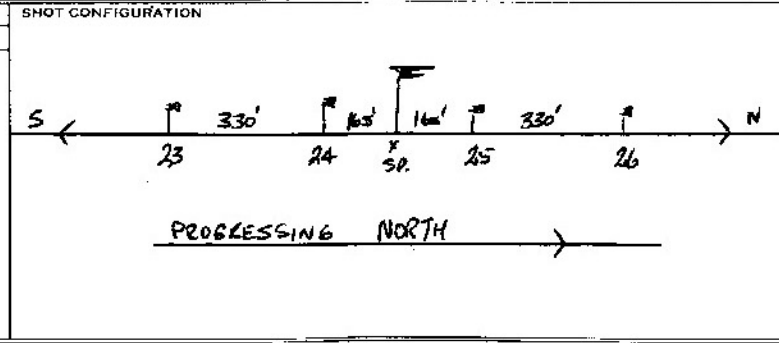 SHOT CONFIGURATION
S 330' 165' 165' 330' N
23 24 x 25 26
SP.
PROGRESSING NORTH